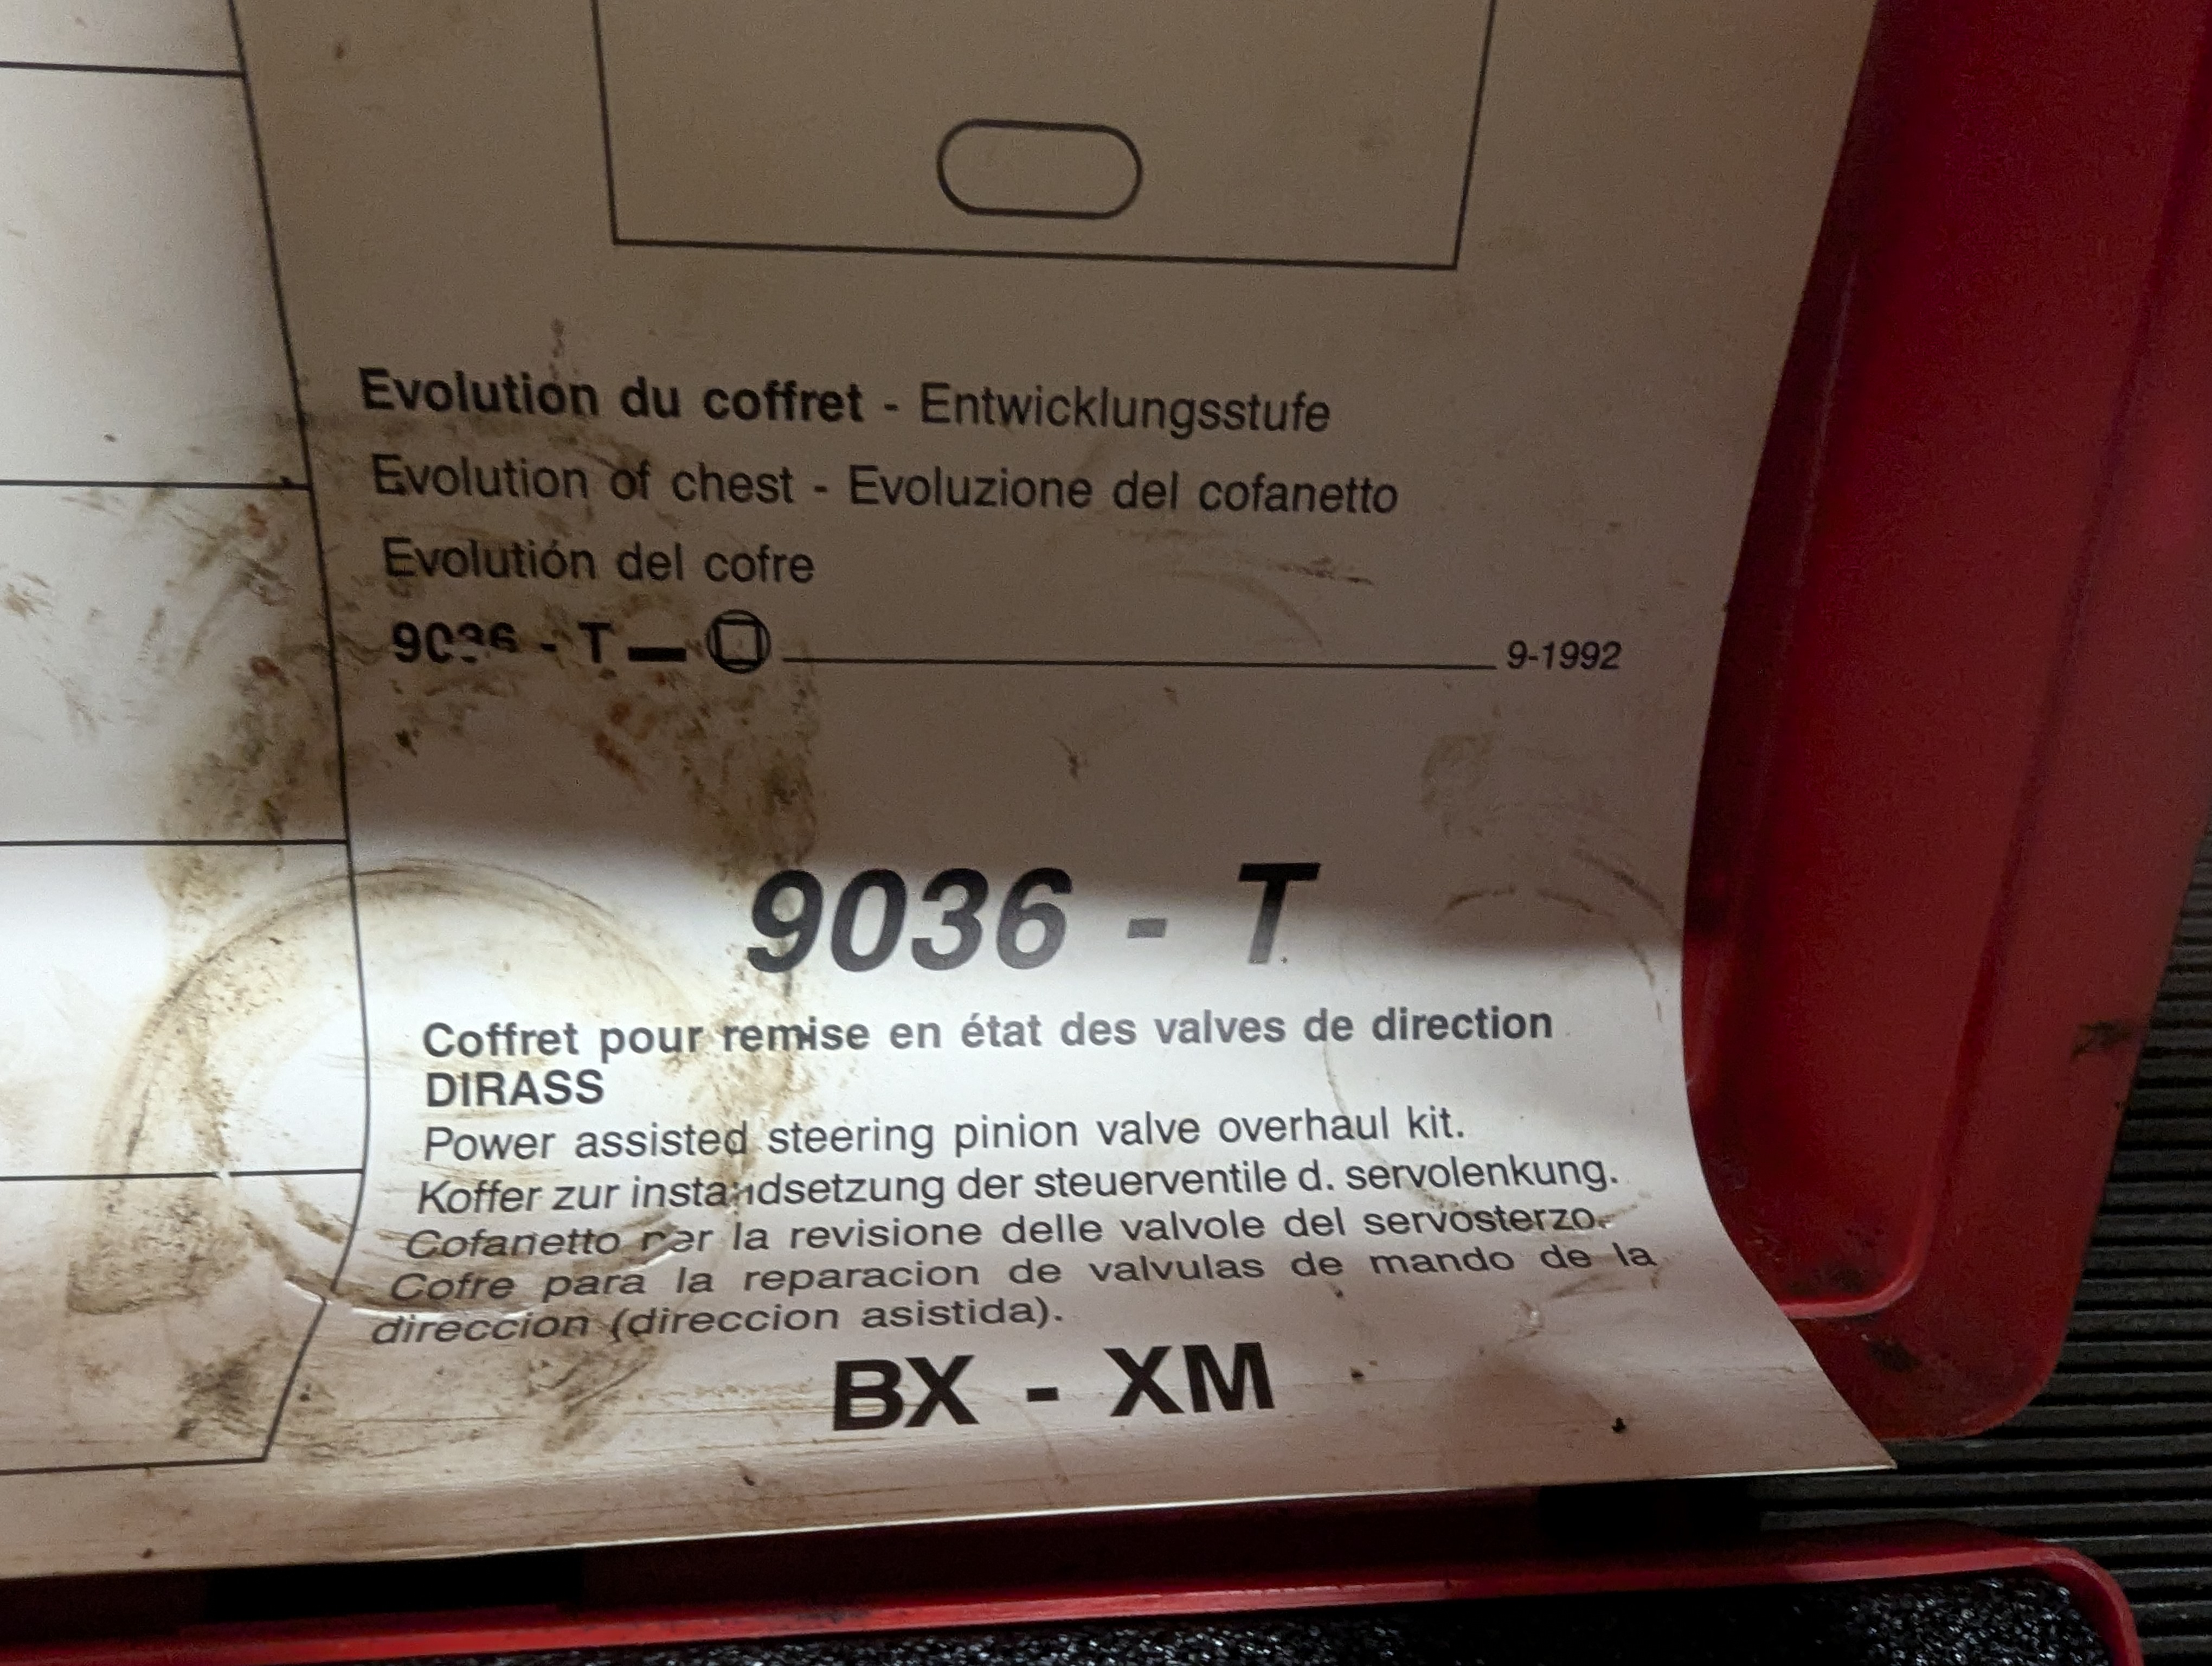 Evolution du coffret - Entwicklungsstufe
Evolution of chest - Evoluzione del cofanetto
Evolutión del cofre
9036 - T 9-1992
9036 - T
Coffret pour remise en état des valves de direction
DIRASS
Power assisted steering pinion valve overhaul kit.
Koffer zur instandsetzung der steuerventile d. servolenkung.
Cofanetto per la revisione delle valvole del servosterzo.
Cofre para la reparacion de valvulas de mando de la
direccion (direccion asistida).
BX - XM